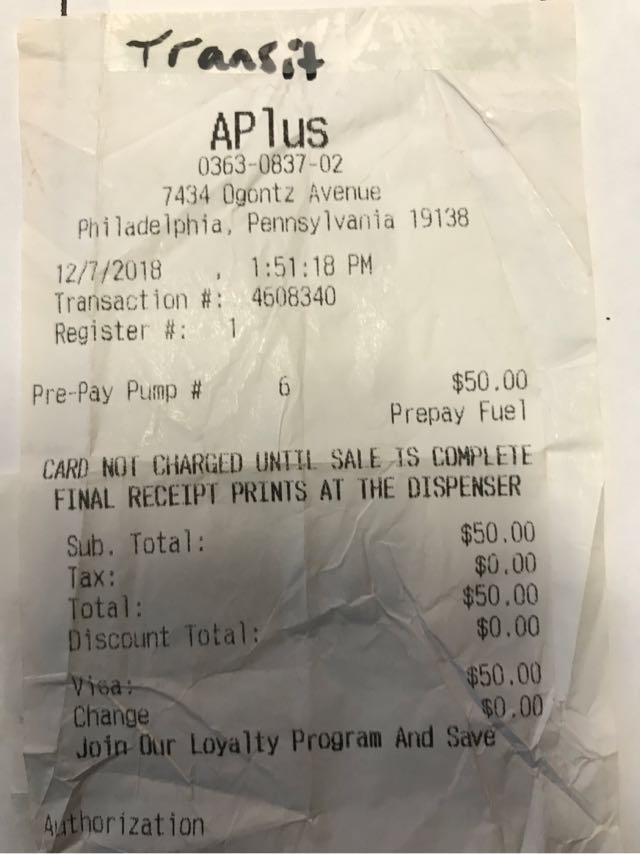 Transit
APlus
0363-0837-02
7434 Ogontz Avenue
Philadelphia, Pennsylvania 19138
12/7/2018 , 1:51:18 PM
Transaction #: 4608340
Register #: 1
Pre-Pay Pump # 6 $50.00
Prepay Fuel
CARD NOT CHARGED UNTIL SALE IS COMPLETE
FINAL RECEIPT PRINTS AT THE DISPENSER
Sub. Total: $50.00
Tax: $0.00
Total: $50.00
Discount Total: $0.00
Visa: $50.00
Change $0.00
Join Our Loyalty Program And Save
Authorization